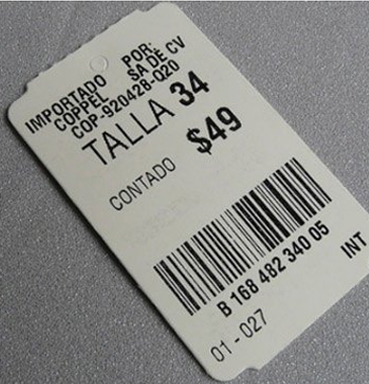 IMPORTADO POR:
COPPEL SA DE CV
COP-920428-Q20
TALLA 34
CONTADO $49
B 168 482 340 05
01 - 027 INT